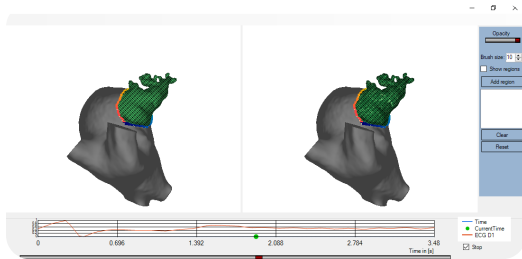 Opacity
Brush size: 10
Show regions
Add region
Clear
Reset
0
0.696
1.392
2.088
2.784
3.48
Time in [s]
Time
CurrentTime
ECG D1
Stop